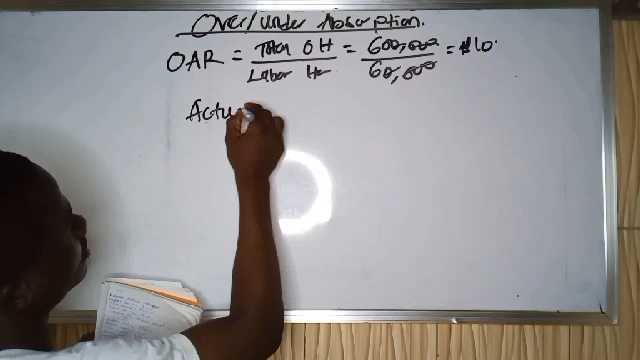 Over/Under Absorption.
OAR = Total OH / Labor Hr = 600,000 / 60,000 = $10.
Actu